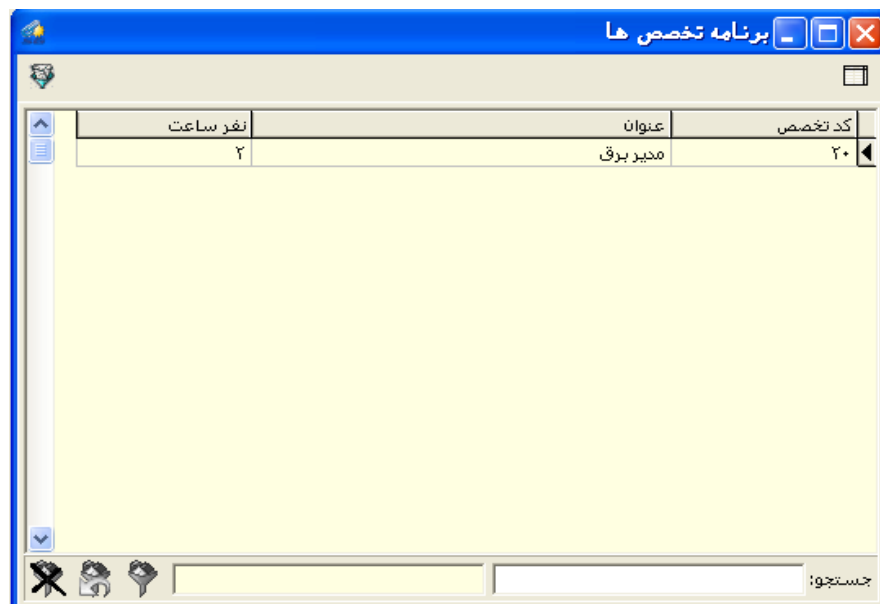 برنامه تخصص ها
کد تخصص عنوان نفر ساعت
۲۰ مدیر برق ۲
جستجو: